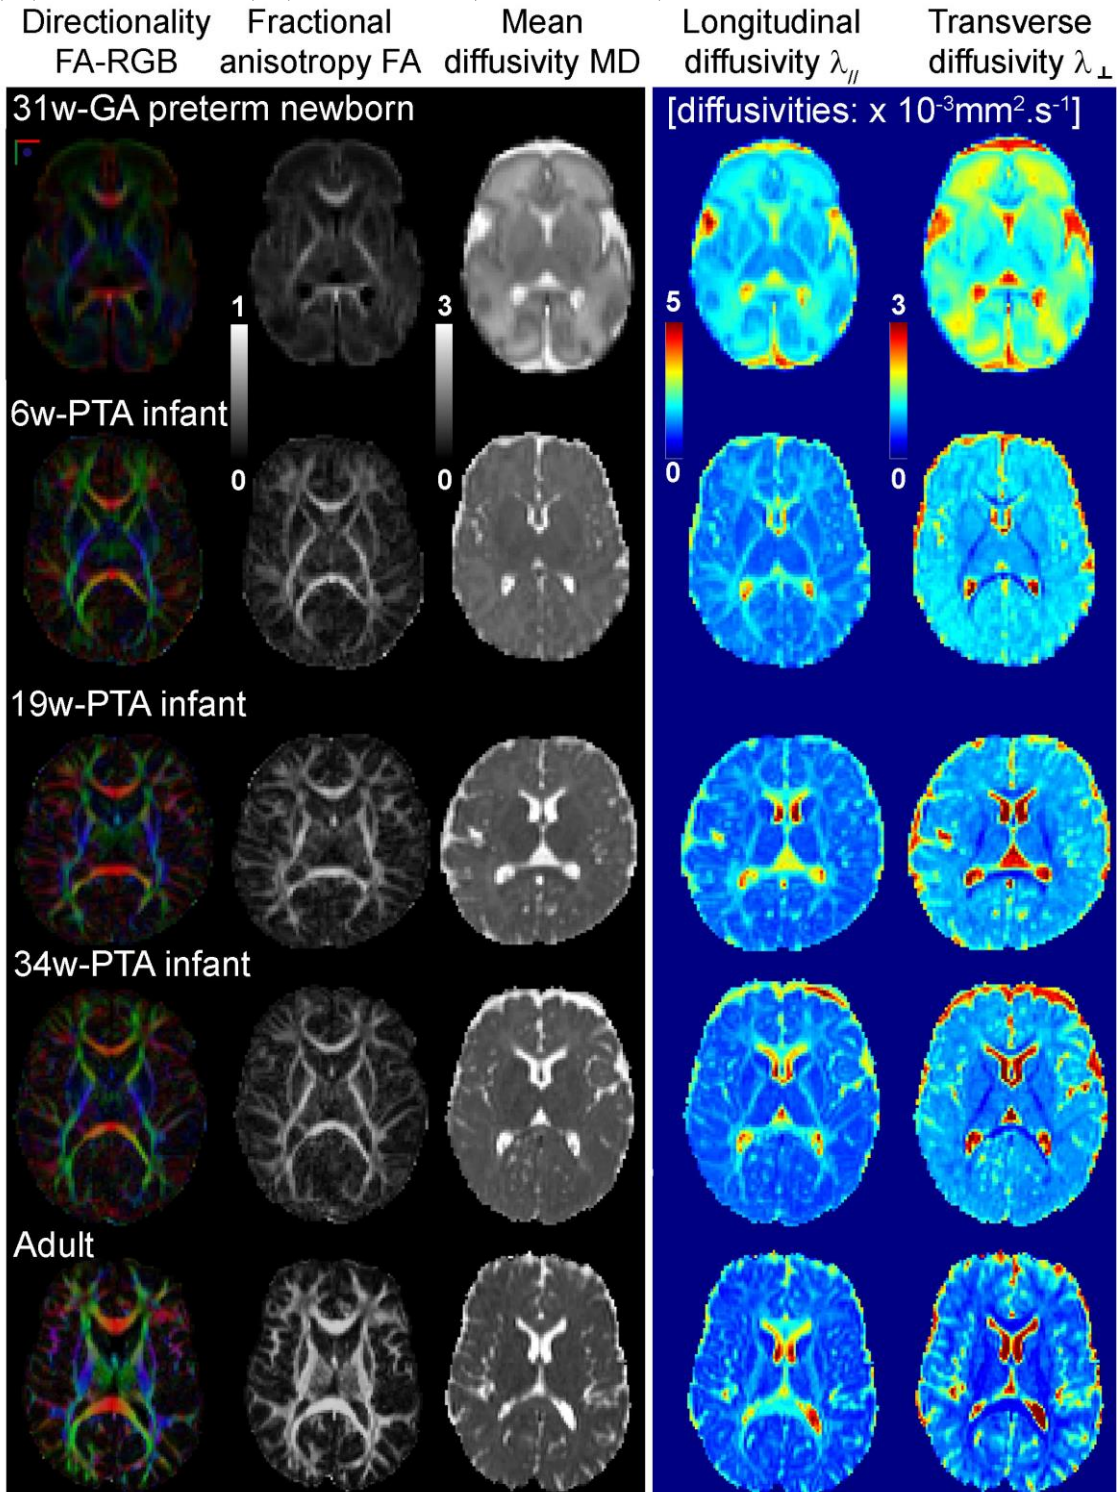 Directionality Fractional Mean Longitudinal Transverse
FA-RGB anisotropy FA diffusivity MD diffusivity λ// diffusivity λ⊥
31w-GA preterm newborn [diffusivities: x 10⁻³mm².s⁻¹]
1 3 5 3
6w-PTA infant
0 0 0 0
19w-PTA infant
34w-PTA infant
Adult